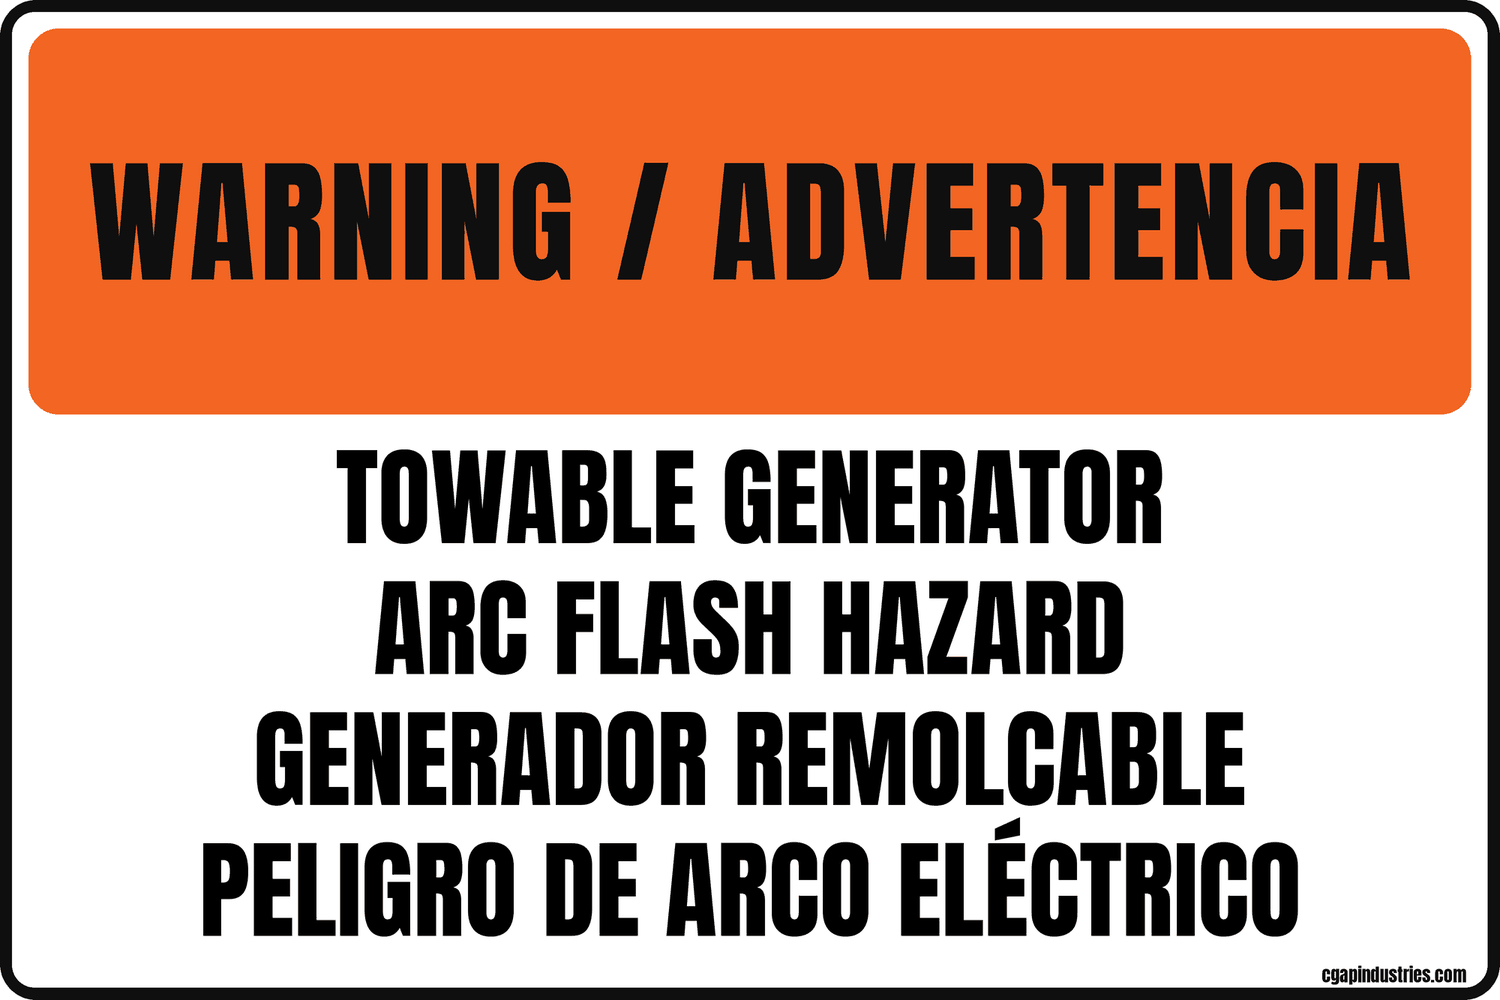 WARNING / ADVERTENCIA
TOWABLE GENERATOR
ARC FLASH HAZARD
GENERADOR REMOLCABLE
PELIGRO DE ARCO ELÉCTRICO
cgapindustries.com